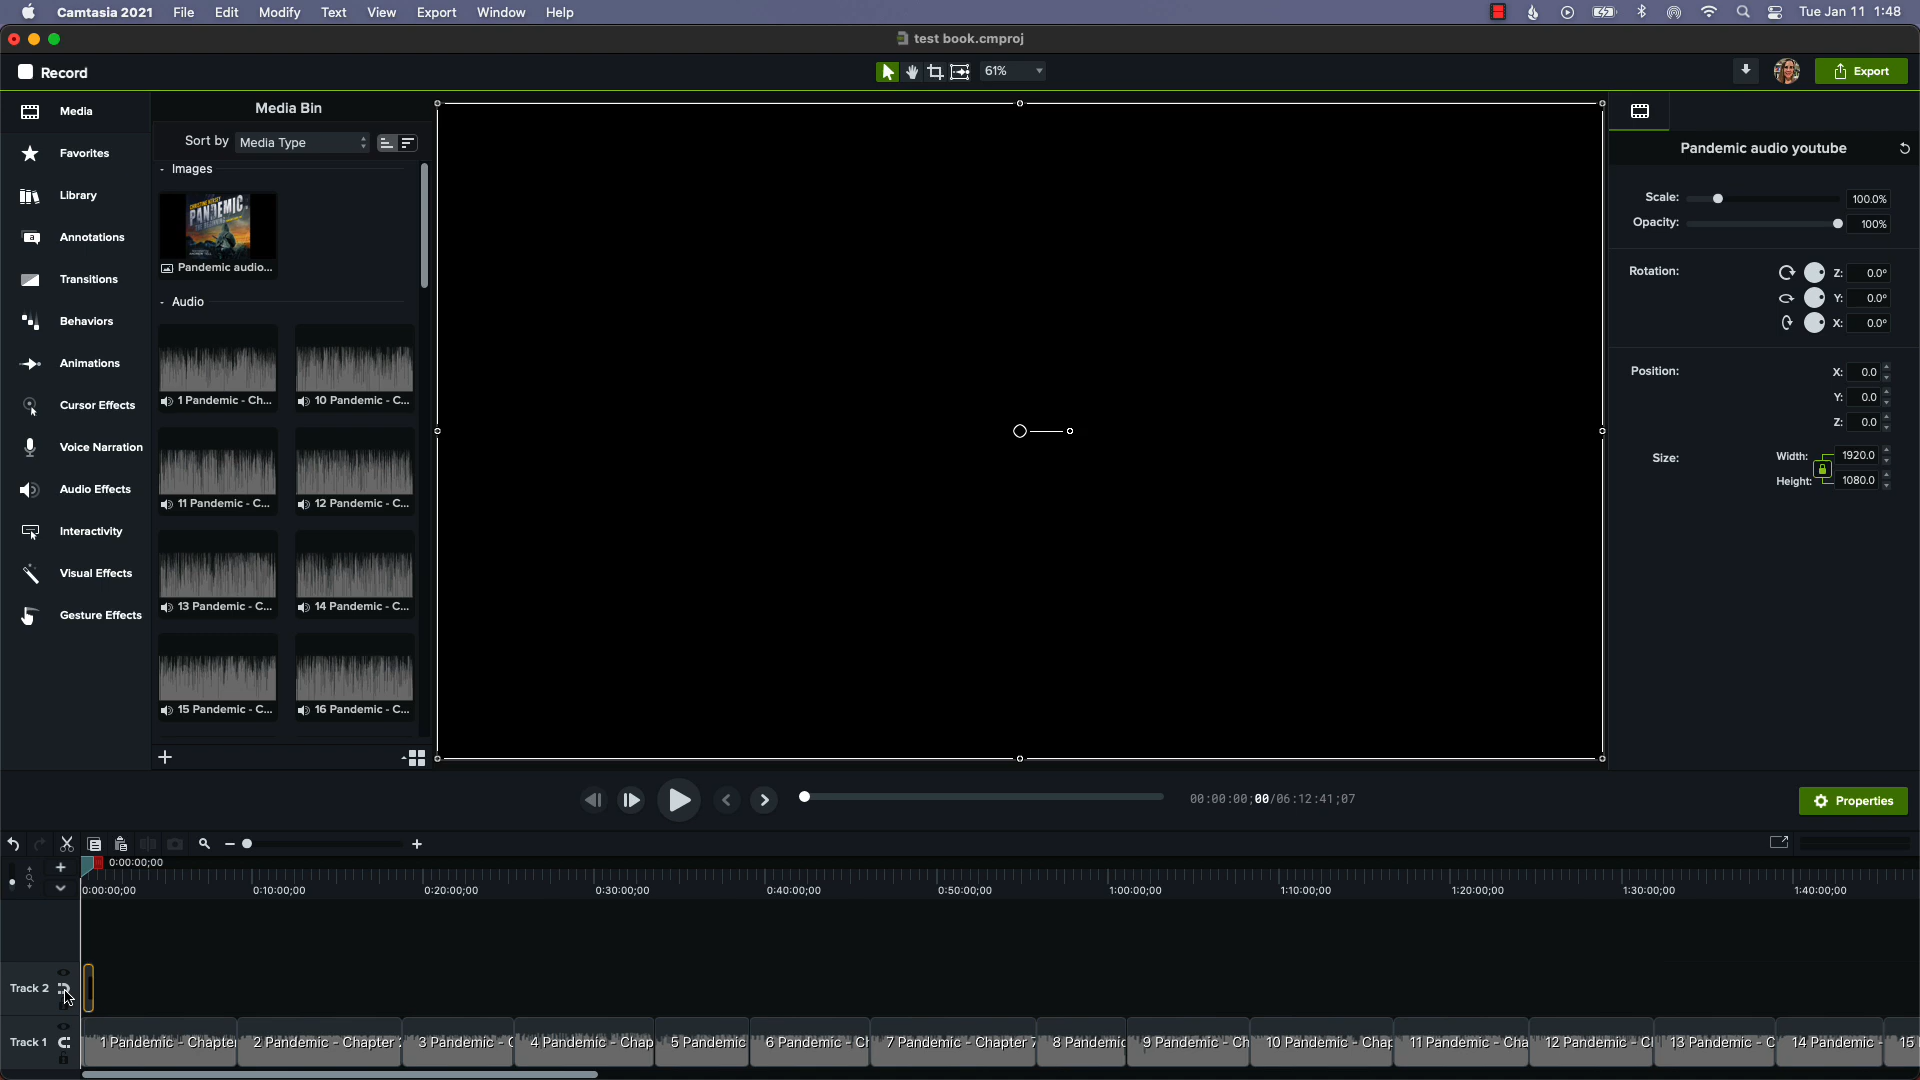 Camtasia 2021 File Edit Modify Text View Export Window Help Tue Jan 11 1:48
test book.cmproj
Record 61% Export
Media
Favorites
Library
Annotations
Transitions
Behaviors
Animations
Cursor Effects
Voice Narration
Audio Effects
Interactivity
Visual Effects
Gesture Effects
Media Bin
Sort by Media Type
- Images
PANDEMIC
Pandemic audio...
- Audio
1 Pandemic - Ch... 10 Pandemic - C...
11 Pandemic - C... 12 Pandemic - C...
13 Pandemic - C... 14 Pandemic - C...
15 Pandemic - C... 16 Pandemic - C...
Pandemic audio youtube
Scale: 100.0%
Opacity: 100%
Rotation: Z: 0.0°
Y: 0.0°
X: 0.0°
Position: X: 0.0
Y: 0.0
Z: 0.0
Size: Width: 1920.0
Height: 1080.0
00:00:00;00/06:12:41;07
Properties
0:00:00;00
0:00:00;00 0:10:00;00 0:20:00;00 0:30:00;00 0:40:00;00 0:50:00;00 1:00:00;00 1:10:00;00 1:20:00;00 1:30:00;00 1:40:00;00
Track 2
Track 1 1 Pandemic - Chapter 2 Pandemic - Chapter 3 Pandemic - C 4 Pandemic - Chap 5 Pandemic 6 Pandemic - Ch 7 Pandemic - Chapter 7 8 Pandemic 9 Pandemic - Ch 10 Pandemic - Chap 11 Pandemic - Cha 12 Pandemic - Cl 13 Pandemic - C 14 Pandemic - 15